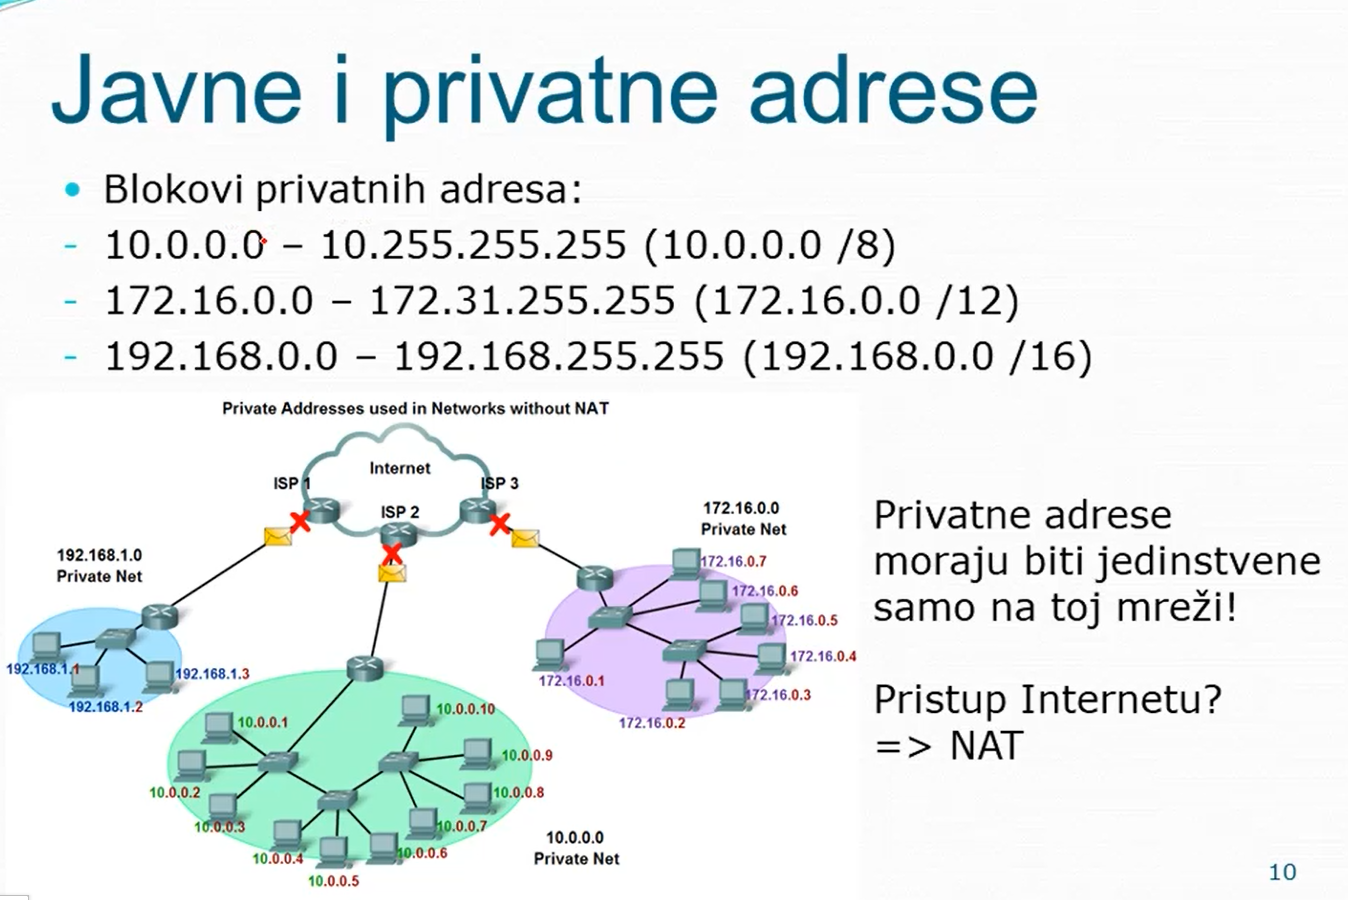 Javne i privatne adrese
• Blokovi privatnih adresa:
- 10.0.0.0 – 10.255.255.255 (10.0.0.0 /8)
- 172.16.0.0 – 172.31.255.255 (172.16.0.0 /12)
- 192.168.0.0 – 192.168.255.255 (192.168.0.0 /16)
Private Addresses used in Networks without NAT
Internet
ISP 1
ISP 2
ISP 3
192.168.1.0
Private Net
192.168.1.1
192.168.1.2
192.168.1.3
172.16.0.0
Private Net
172.16.0.7
172.16.0.6
172.16.0.5
172.16.0.4
172.16.0.3
172.16.0.2
172.16.0.1
10.0.0.1
10.0.0.2
10.0.0.3
10.0.0.4
10.0.0.5
10.0.0.6
10.0.0.7
10.0.0.8
10.0.0.9
10.0.0.10
10.0.0.0
Private Net
Privatne adrese
moraju biti jedinstvene
samo na toj mreži!
Pristup Internetu?
=> NAT
10